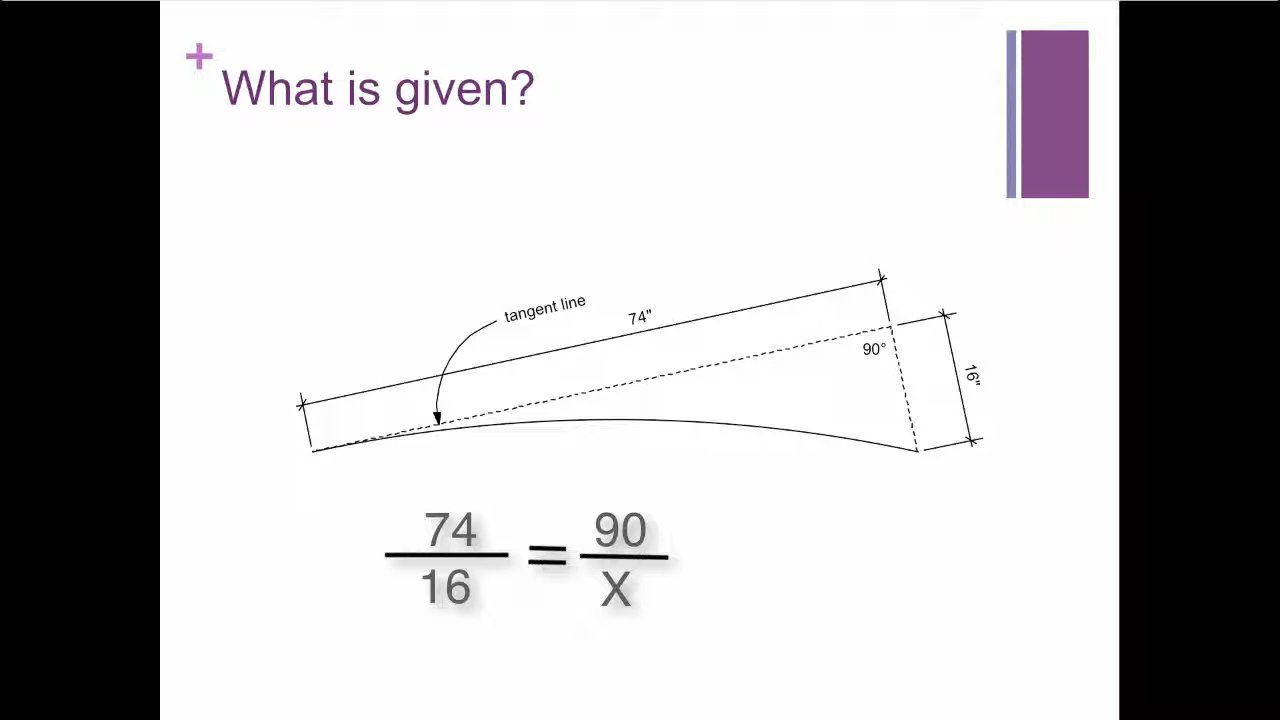 +
What is given?
tangent line
74"
90°
16"
74 = 90
16 X